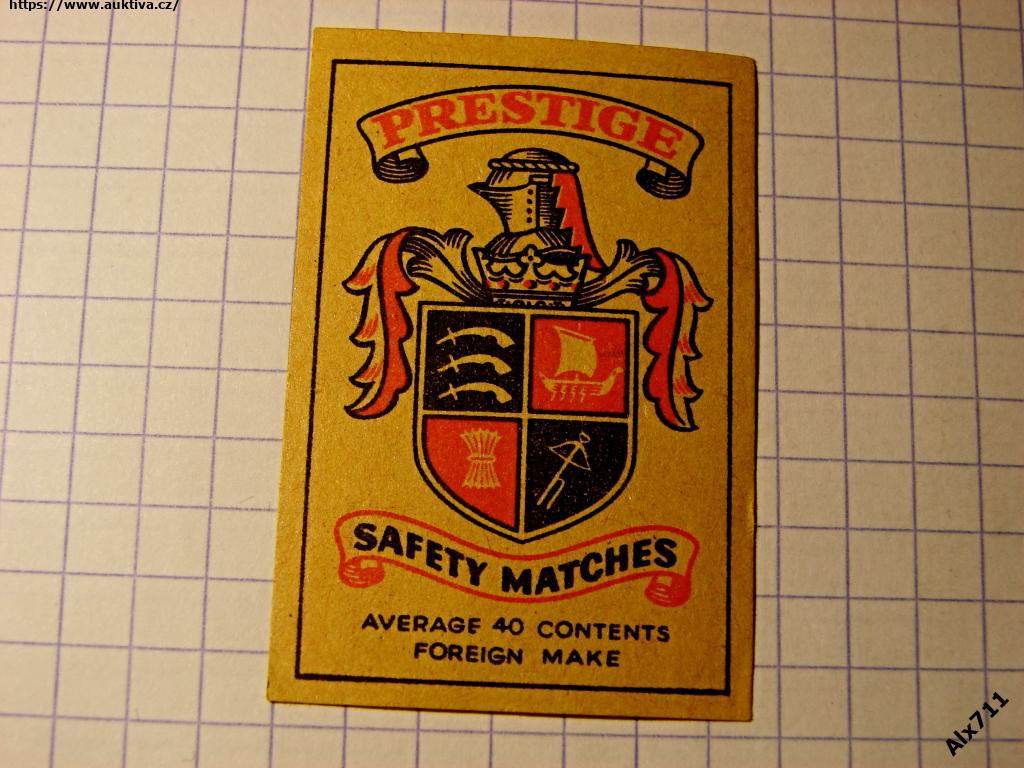 https://www.auktiva.cz/
PRESTIGE
SAFETY MATCHES
AVERAGE 40 CONTENTS
FOREIGN MAKE
Alx711